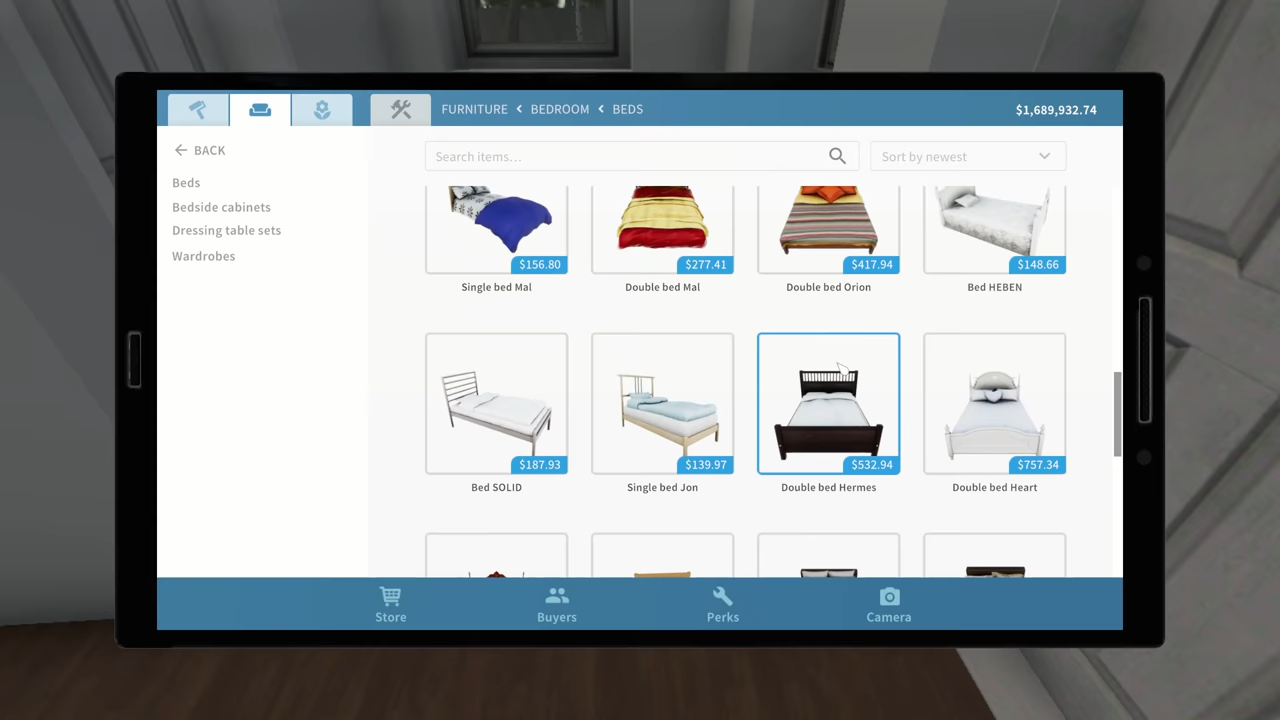 FURNITURE < BEDROOM < BEDS
$1,689,932.74
BACK
Search items...
Sort by newest
Beds
Bedside cabinets
Dressing table sets
Wardrobes
$156.80
$277.41
$417.94
$148.66
Single bed Mal
Double bed Mal
Double bed Orion
Bed HEBEN
$187.93
$139.97
$532.94
$757.34
Bed SOLID
Single bed Jon
Double bed Hermes
Double bed Heart
Store
Buyers
Perks
Camera